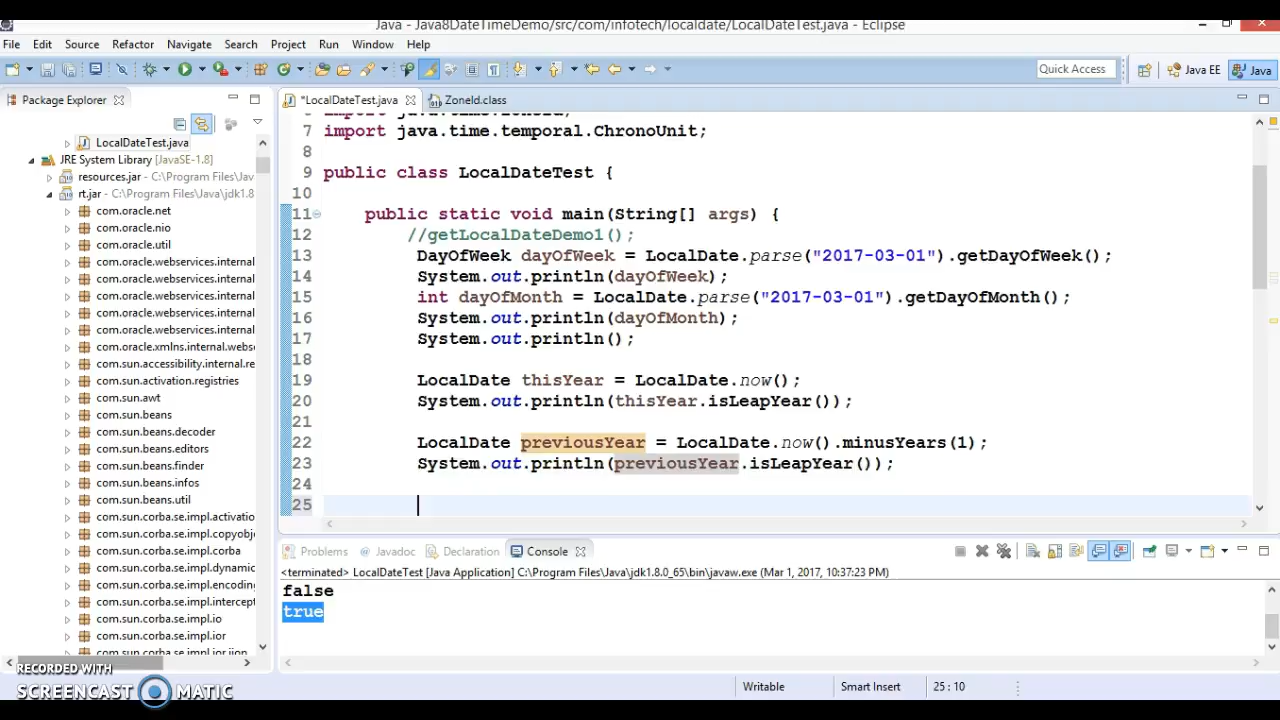 Java - Java8DateTimeDemo/src/com/infotech/localdate/LocalDateTest.java - Eclipse
File Edit Source Refactor Navigate Search Project Run Window Help
Quick Access
Java EE
Java
Package Explorer
*LocalDateTest.java
ZoneId.class
LocalDateTest.java
JRE System Library [JavaSE-1.8]
resources.jar - C:\Program Files\Jav
rt.jar - C:\Program Files\Java\jdk1.8
com.oracle.net
com.oracle.nio
com.oracle.util
com.oracle.webservices.internal
com.oracle.webservices.internal
com.oracle.webservices.internal
com.oracle.webservices.internal
com.oracle.xmlns.internal.webse
com.sun.accessibility.internal.re
com.sun.activation.registries
com.sun.awt
com.sun.beans
com.sun.beans.decoder
com.sun.beans.editors
com.sun.beans.finder
com.sun.beans.infos
com.sun.beans.util
com.sun.corba.se.impl.activatio
com.sun.corba.se.impl.copyobj
com.sun.corba.se.impl.corba
com.sun.corba.se.impl.dynamic
com.sun.corba.se.impl.encoding
com.sun.corba.se.impl.intercept
com.sun.corba.se.impl.io
com.sun.corba.se.impl.ior
com.sun.corba.se.impl.ior.iiop
6 import java.time.ZoneId;
7 import java.time.temporal.ChronoUnit;
8
9 public class LocalDateTest {
10
11 public static void main(String[] args) {
12 //getLocalDateDemo1();
13 DayOfWeek dayOfWeek = LocalDate.parse("2017-03-01").getDayOfWeek();
14 System.out.println(dayOfWeek);
15 int dayOfMonth = LocalDate.parse("2017-03-01").getDayOfMonth();
16 System.out.println(dayOfMonth);
17 System.out.println();
18
19 LocalDate thisYear = LocalDate.now();
20 System.out.println(thisYear.isLeapYear());
21
22 LocalDate previousYear = LocalDate.now().minusYears(1);
23 System.out.println(previousYear.isLeapYear());
24
25
Problems @ Javadoc Declaration Console
<terminated> LocalDateTest [Java Application] C:\Program Files\Java\jdk1.8.0_65\bin\javaw.exe (Mar 1, 2017, 10:37:23 PM)
false
true
RECORDED WITH
SCREENCAST MATIC
Writable
Smart Insert
25 : 10